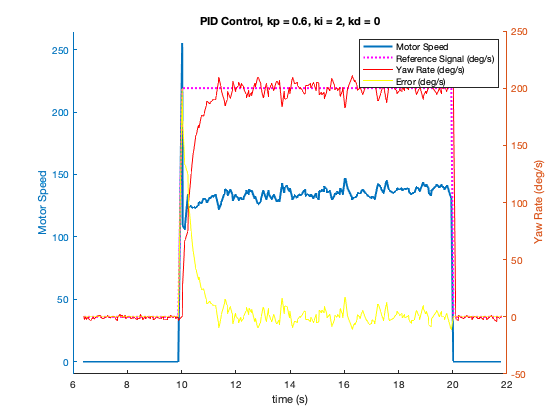 PID Control, kp = 0.6, ki = 2, kd = 0
Motor Speed
Reference Signal (deg/s)
Yaw Rate (deg/s)
Error (deg/s)
250
200
150
100
50
0
Motor Speed
250
200
150
100
50
0
-50
Yaw Rate (deg/s)
6 8 10 12 14 16 18 20 22
time (s)